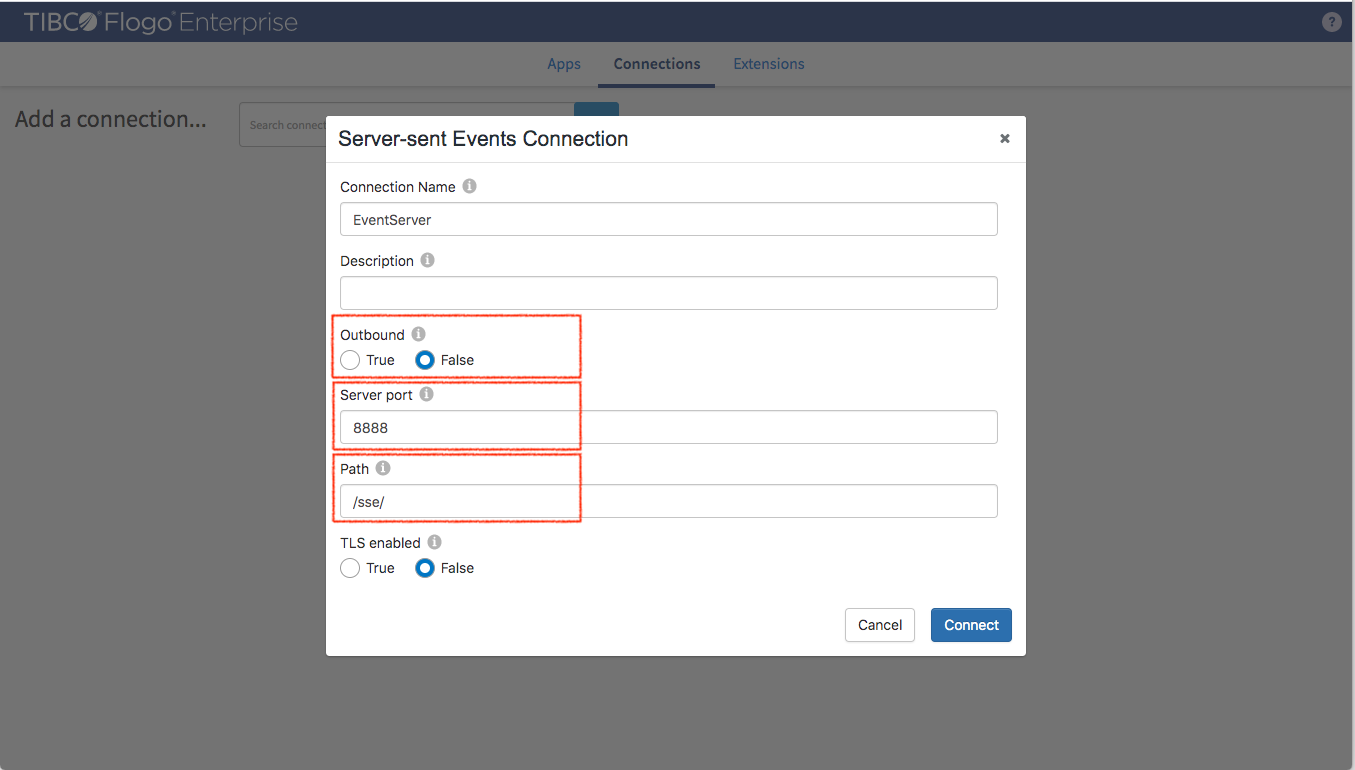 TIBCO Flogo® Enterprise
?
Apps Connections Extensions
Add a connection...
Search connect
Server-sent Events Connection
Connection Name
EventServer
Description
Outbound
True False
Server port
8888
Path
/sse/
TLS enabled
True False
Cancel Connect